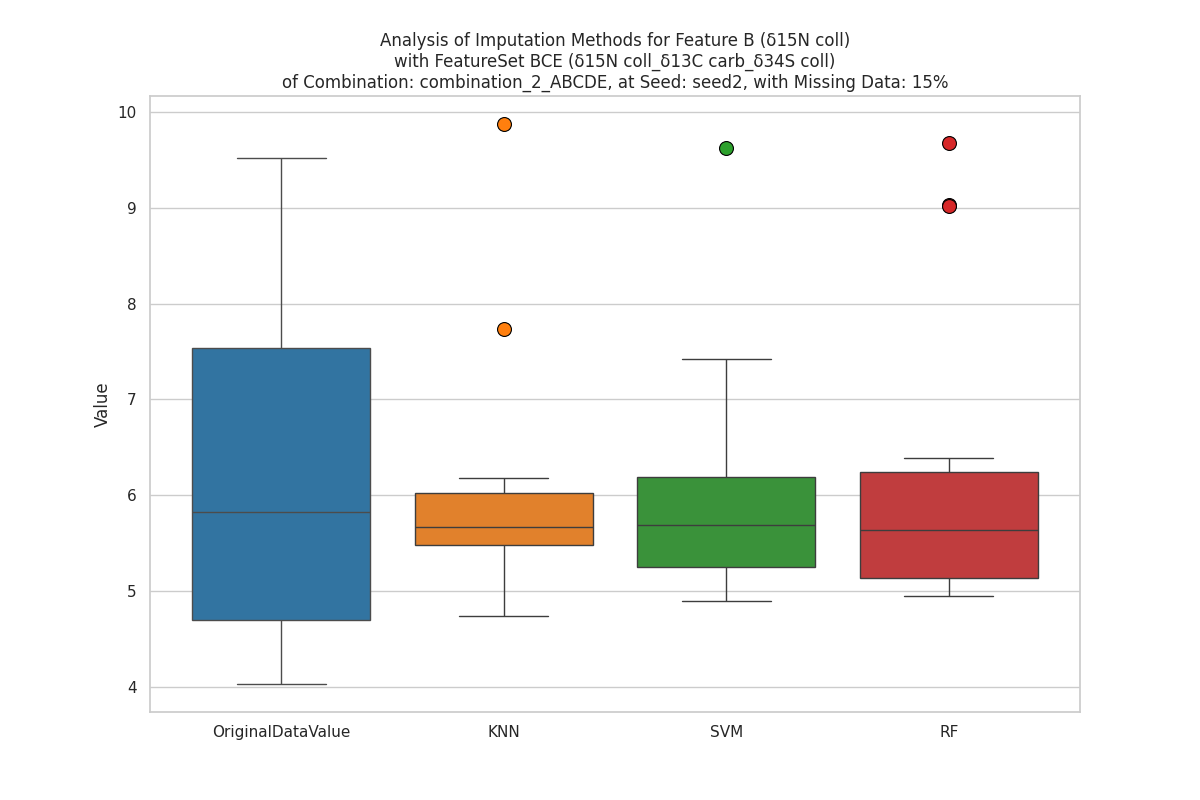 Analysis of Imputation Methods for Feature B (δ15N coll)
with FeatureSet BCE (δ15N coll_δ13C carb_δ34S coll)
of Combination: combination_2_ABCDE, at Seed: seed2, with Missing Data: 15%
10
9
8
7
6
5
4
Value
OriginalDataValue
KNN
SVM
RF